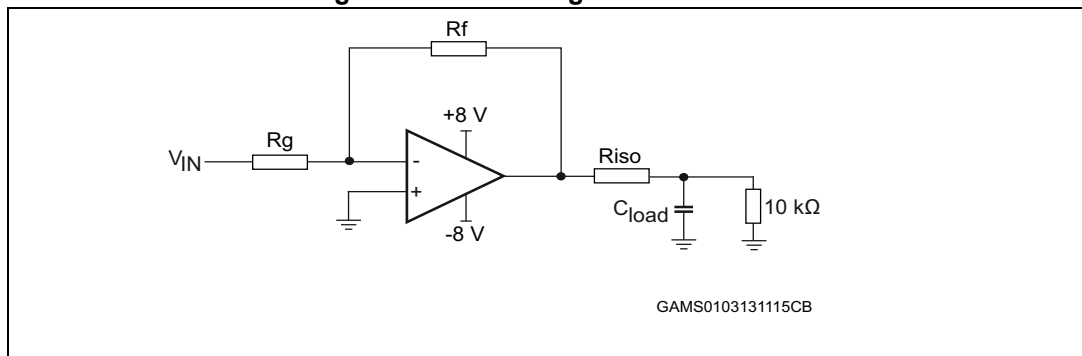 Rf
+8 V
Rg
VIN
-
+
Riso
Cload
10 kΩ
-8 V
GAMS0103131115CB